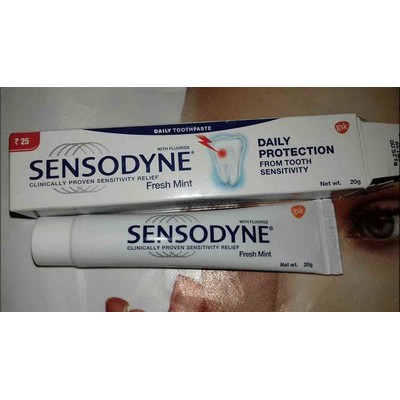 ₹ 25
DAILY TOOTHPASTE
WITH FLUORIDE
SENSODYNE®
CLINICALLY PROVEN SENSITIVITY RELIEF
Fresh Mint
gsk
DAILY
PROTECTION
FROM TOOTH
SENSITIVITY
Net wt. 20g
WITH FLUORIDE
SENSODYNE®
CLINICALLY PROVEN SENSITIVITY RELIEF
Fresh Mint
gsk
Net wt. 20g